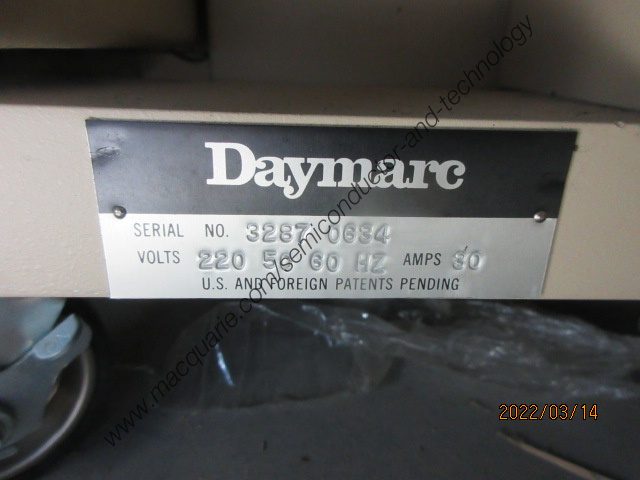 Daymarc
SERIAL NO. 3287-0634
VOLTS 220 50 60 HZ AMPS 30
U.S. AND FOREIGN PATENTS PENDING
www.macquarie.com/semiconductor-and-technology
2022/03/14